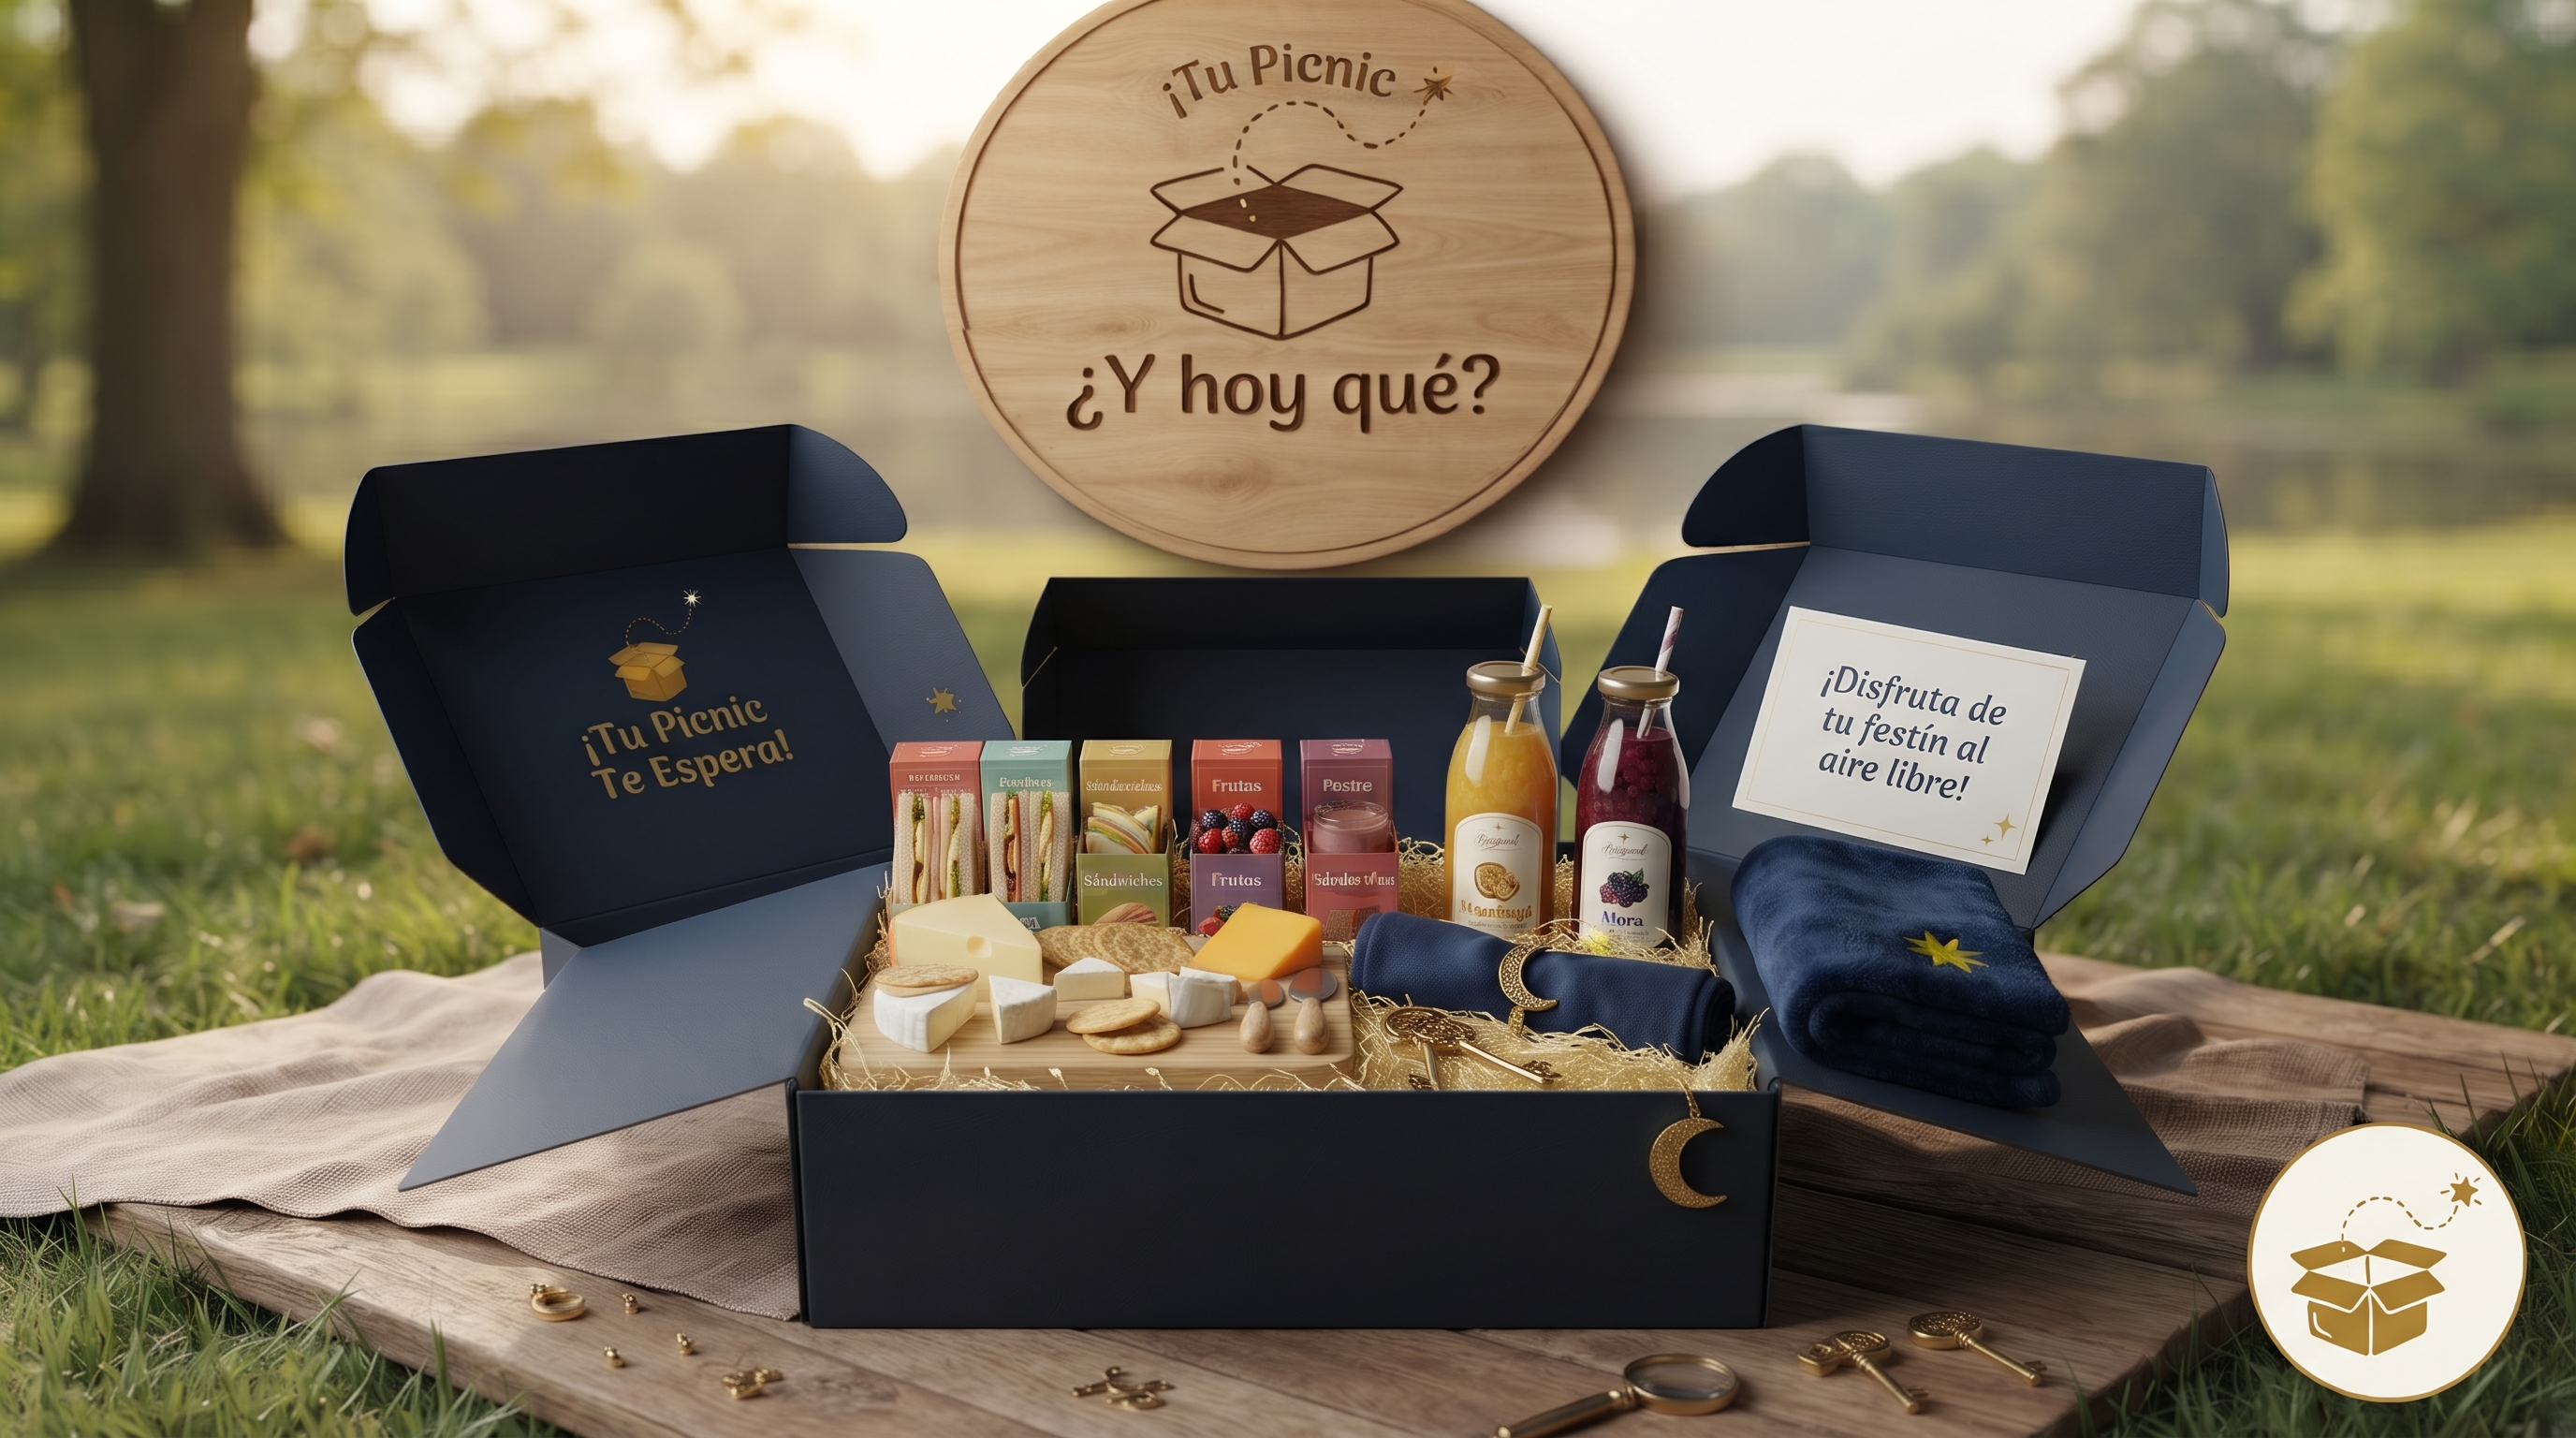 ¡Tu Picnic
¿Y hoy qué?
¡Tu Picnic
Te Espera!
¡Disfruta de
tu festín al
aire libre!
Frutas
Postre
Sándwiches
Frutas
Mora